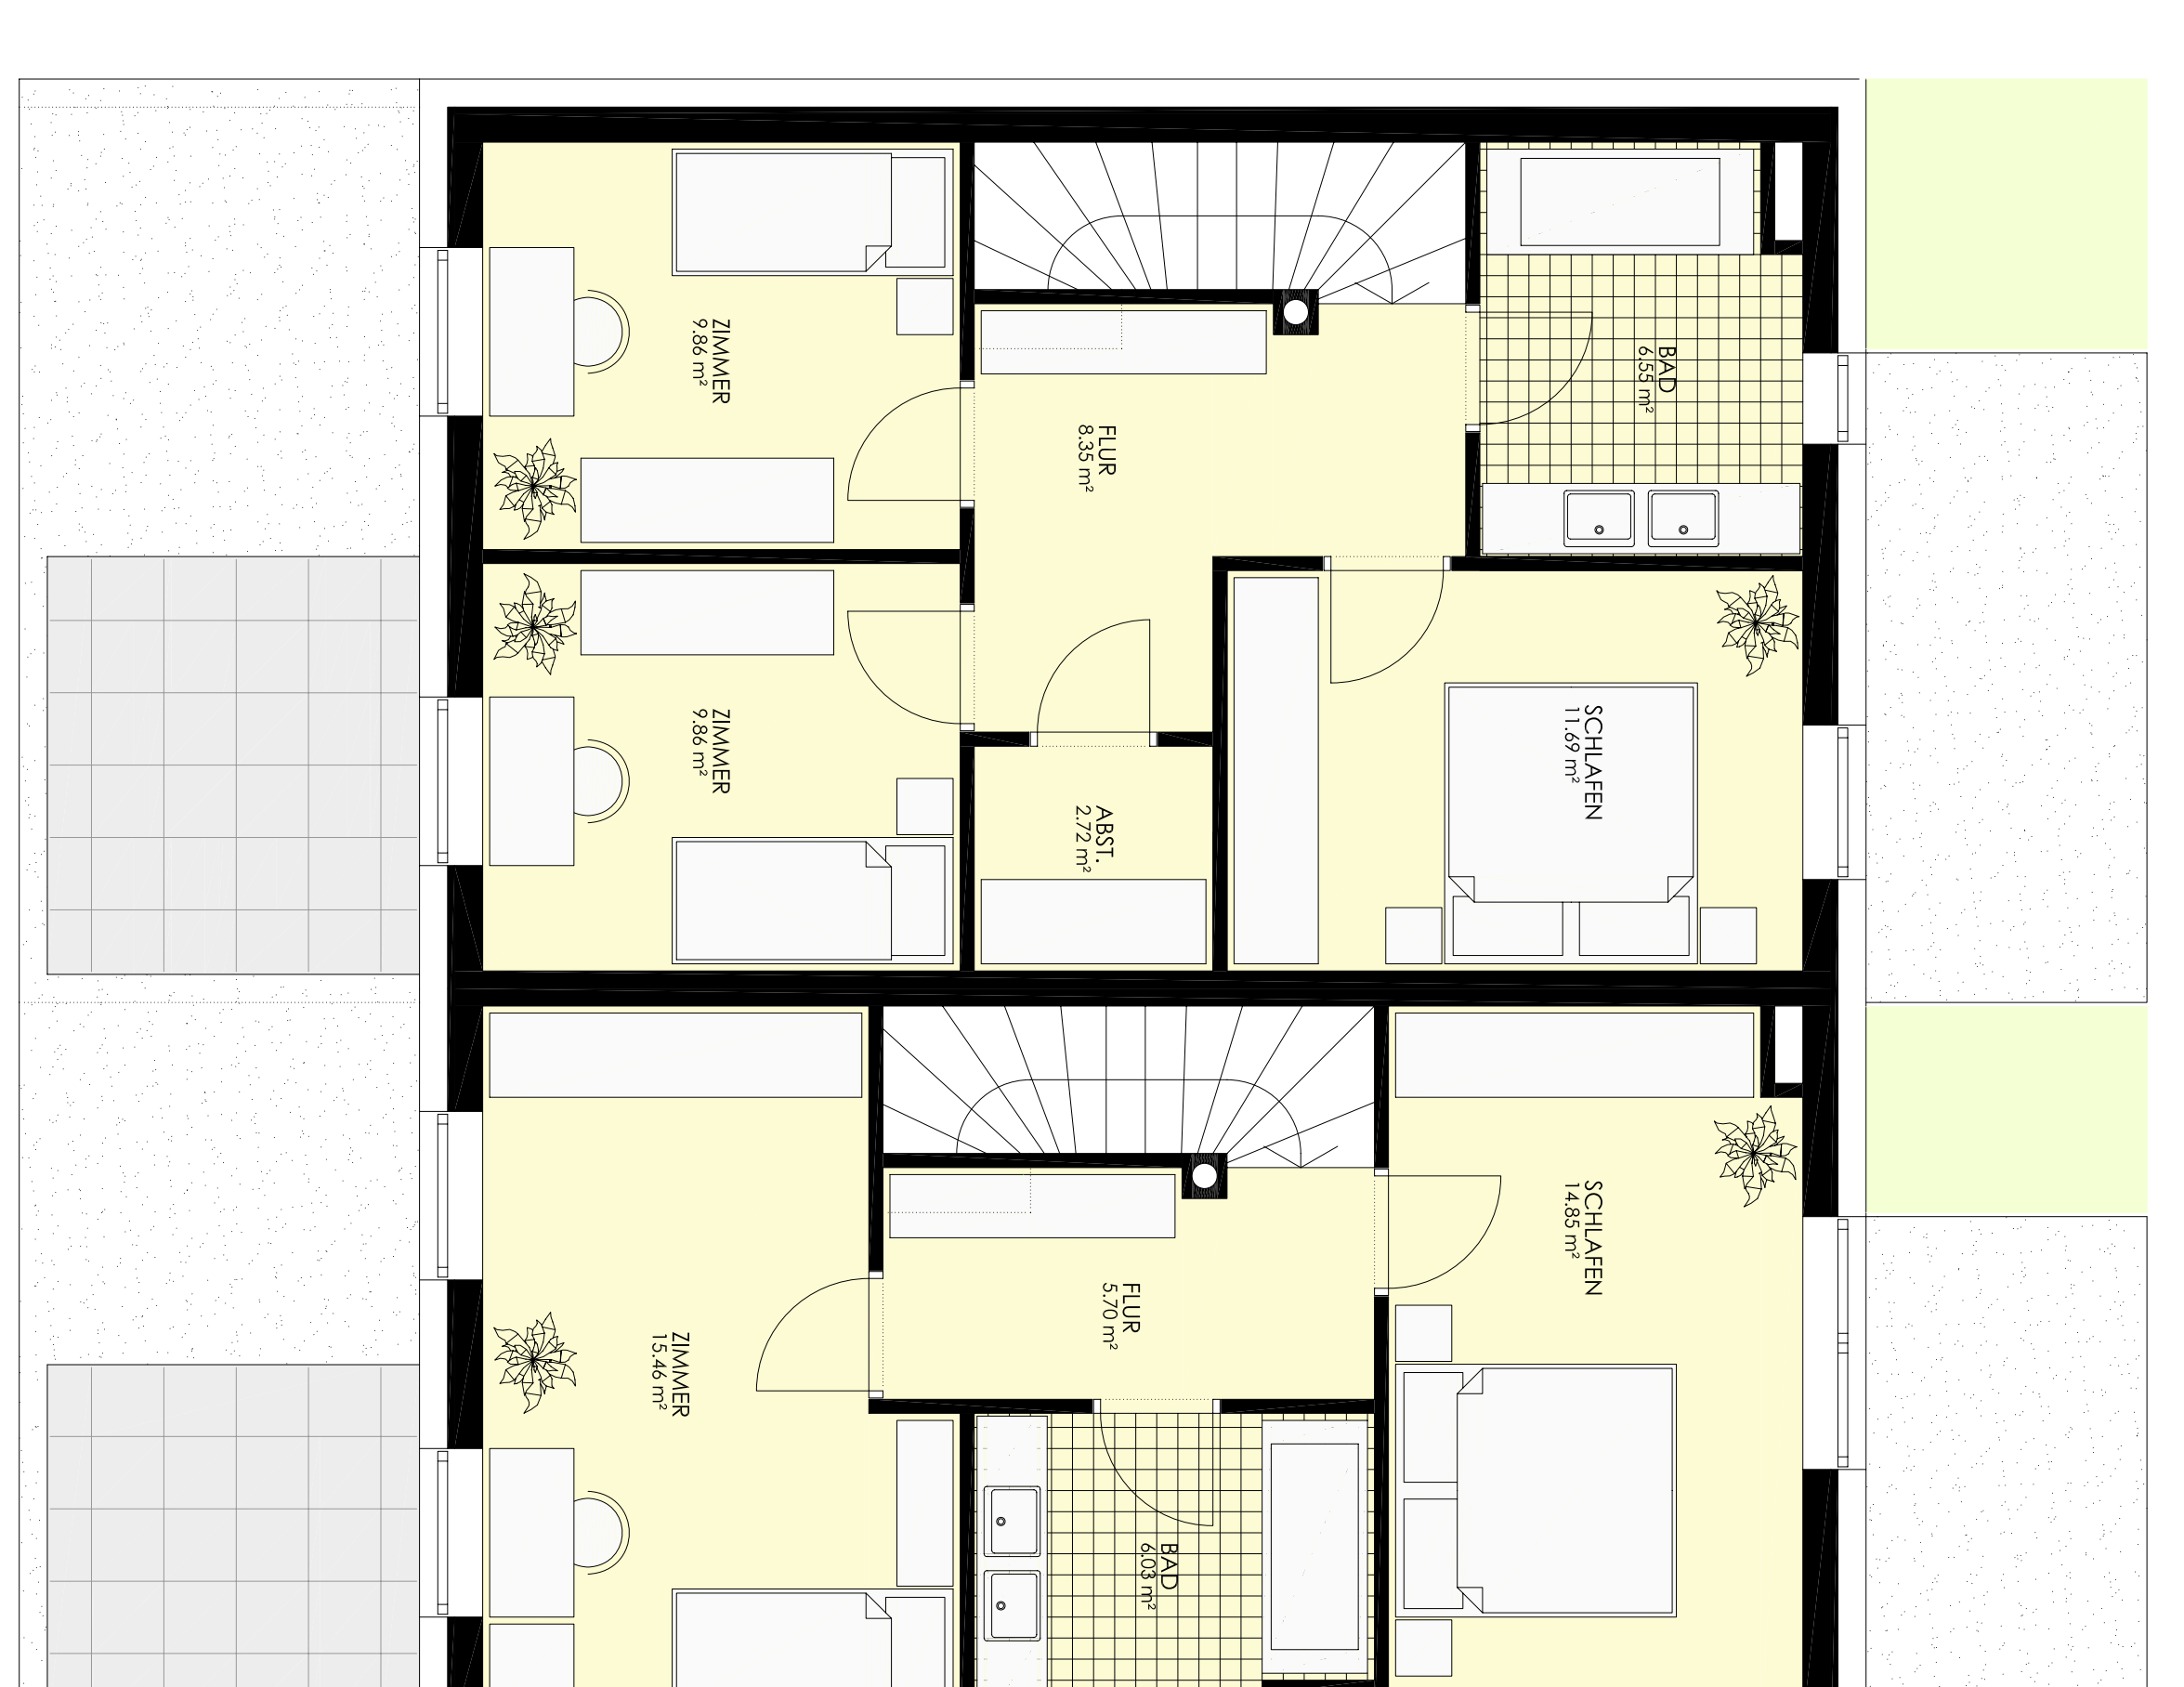 ZIMMER
9.86 m²
FLUR
8.35 m²
BAD
6.55 m²
ZIMMER
9.86 m²
ABST.
2.72 m²
SCHLAFEN
11.69 m²
ZIMMER
15.46 m²
FLUR
5.70 m²
SCHLAFEN
14.85 m²
BAD
6.03 m²